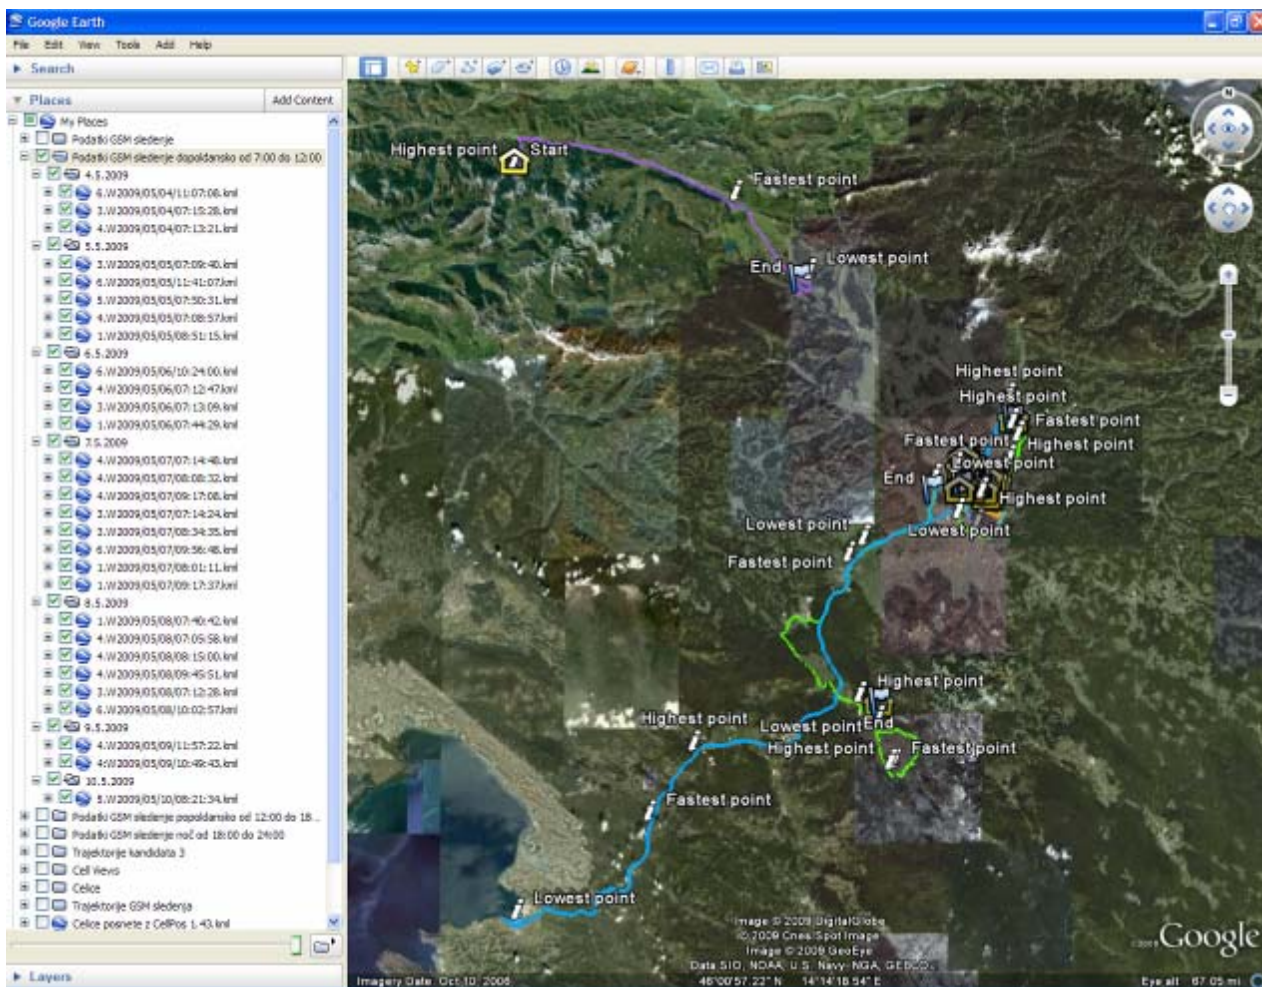 Google Earth
File Edit View Tools Add Help
Search
Places Add Content
My Places
Podatki GSM sledenje
Podatki GSM sledenje dopoldansko od 7:00 do 12:00
4.5.2009
6.W2009/05/04/11:07:08.kml
3.W2009/05/04/07:15:28.kml
4.W2009/05/04/07:13:21.kml
5.5.2009
3.W2009/05/05/07:09:40.kml
6.W2009/05/05/11:41:07.kml
5.W2009/05/05/07:50:31.kml
4.W2009/05/05/07:08:57.kml
1.W2009/05/05/08:51:15.kml
6.5.2009
6.W2009/05/06/10:24:00.kml
4.W2009/05/06/07:12:47.kml
3.W2009/05/06/07:13:09.kml
1.W2009/05/06/07:44:29.kml
7.5.2009
4.W2009/05/07/07:14:48.kml
4.W2009/05/07/08:08:32.kml
4.W2009/05/07/09:17:08.kml
3.W2009/05/07/07:14:24.kml
3.W2009/05/07/08:34:35.kml
6.W2009/05/07/09:56:48.kml
1.W2009/05/07/08:01:11.kml
1.W2009/05/07/09:17:37.kml
8.5.2009
1.W2009/05/08/07:40:42.kml
4.W2009/05/08/07:05:58.kml
4.W2009/05/08/08:15:00.kml
4.W2009/05/08/09:45:51.kml
3.W2009/05/08/07:12:28.kml
6.W2009/05/08/10:02:57.kml
9.5.2009
4.W2009/05/09/11:57:22.kml
4:W2009/05/09/10:49:43.kml
10.5.2009
5.W2009/05/10/08:21:34.kml
Podatki GSM sledenje popoldansko od 12:00 do 18...
Podatki GSM sledenje noč od 18:00 do 24:00
Trajektorije kandidata 3
Cell views
Celice
Trajektorije GSM sledenja
Celice posnete z CellPos 1.43.kml
Layers
N
Highest point Start
Fastest point
End Lowest point
Highest point
Highest point
Fastest point
Fastest point Highest point
Lowest point
End
Highest point
Lowest point Lowest point
Fastest point
Highest point
Highest point Lowest point End
Highest point Fastest point
Fastest point
Lowest point
Image © 2009 DigitalGlobe
© 2009 Cnes/Spot Image
Image © 2009 GeoEye
Data SIO, NOAA, U.S. Navy, NGA, GEBCO
©2009 Google
Imagery Date: Oct 10, 2006 46°00'57.22" N 14°14'18.54" E Eye alt 67.05 mi